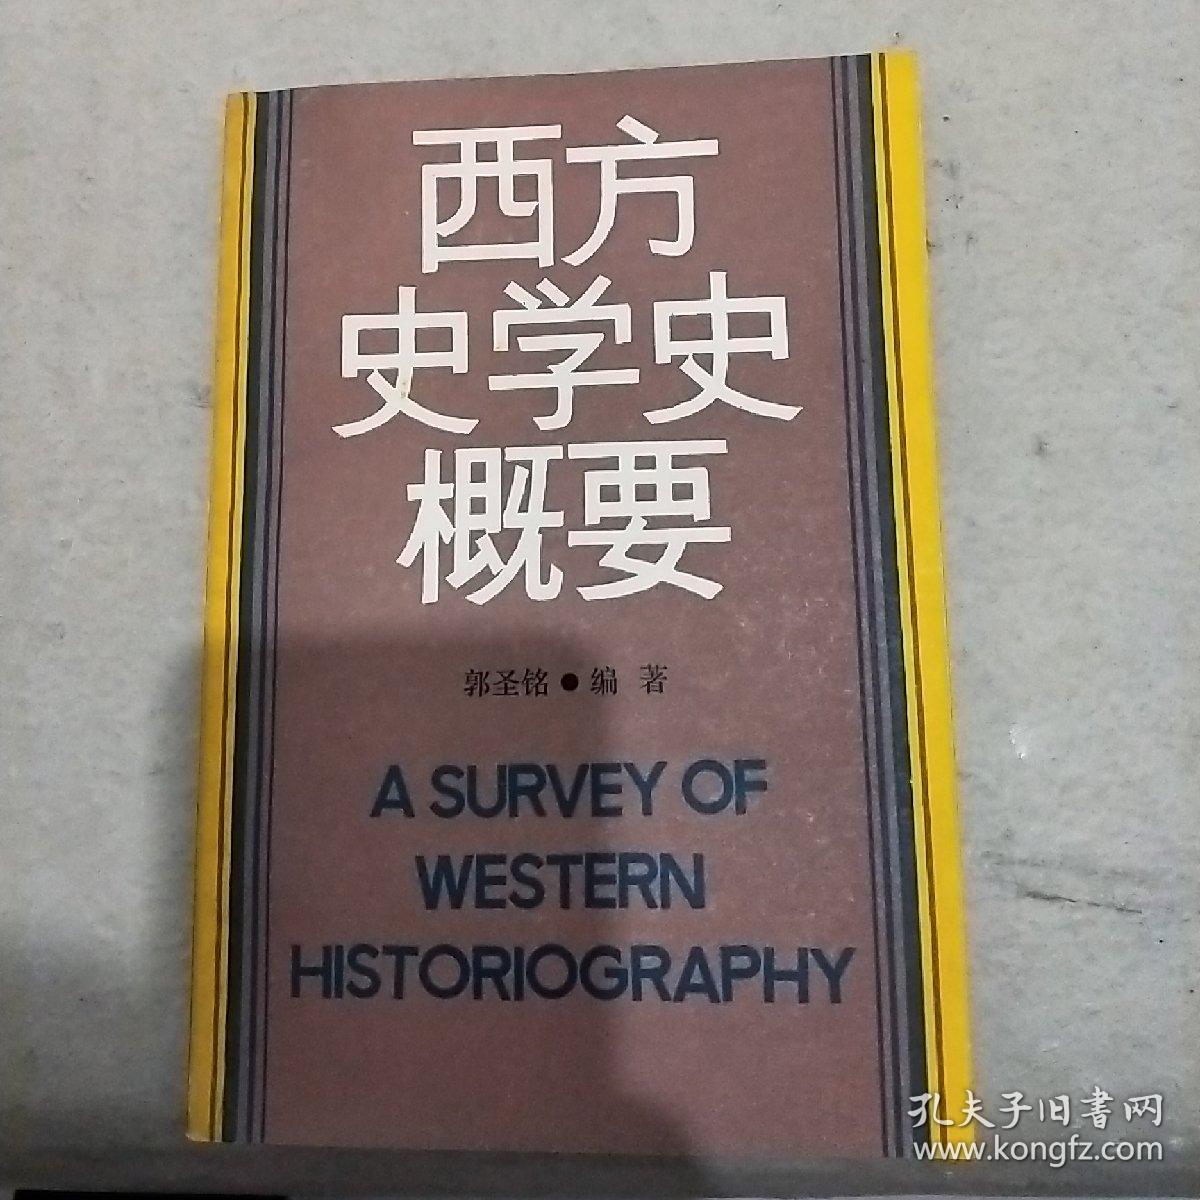 西方
史学史
概要
郭圣铭●编 著
A SURVEY OF
WESTERN
HISTORIOGRAPHY
孔夫子旧書网
www.kongfz.com